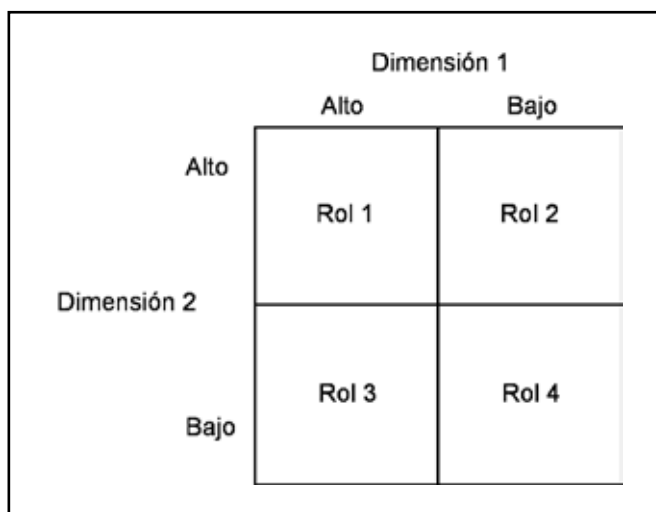 Dimensión 1
Alto Bajo
Alto
Rol 1 Rol 2
Dimensión 2
Rol 3 Rol 4
Bajo